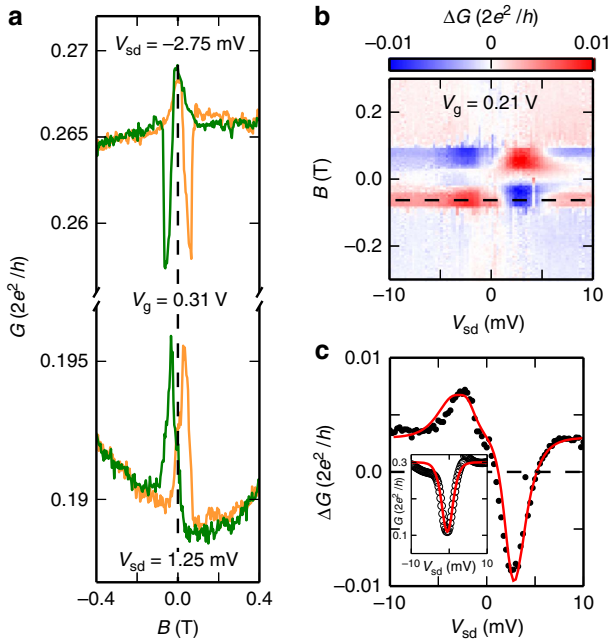 a
V_sd = −2.75 mV
0.27
0.265
0.26
G (2e²/h)
V_g = 0.31 V
0.195
0.19
V_sd = 1.25 mV
−0.4 0.0 0.4
B (T)
b
ΔG (2e²/h)
−0.01 0 0.01
V_g = 0.21 V
0.2
0.0
−0.2
B (T)
−10 0 10
V_sd (mV)
c
0.01
0.00
−0.01
ΔG (2e²/h)
0.3
0.1
G (2e²/h)
−10 10
V_sd (mV)
−10 0 10
V_sd (mV)